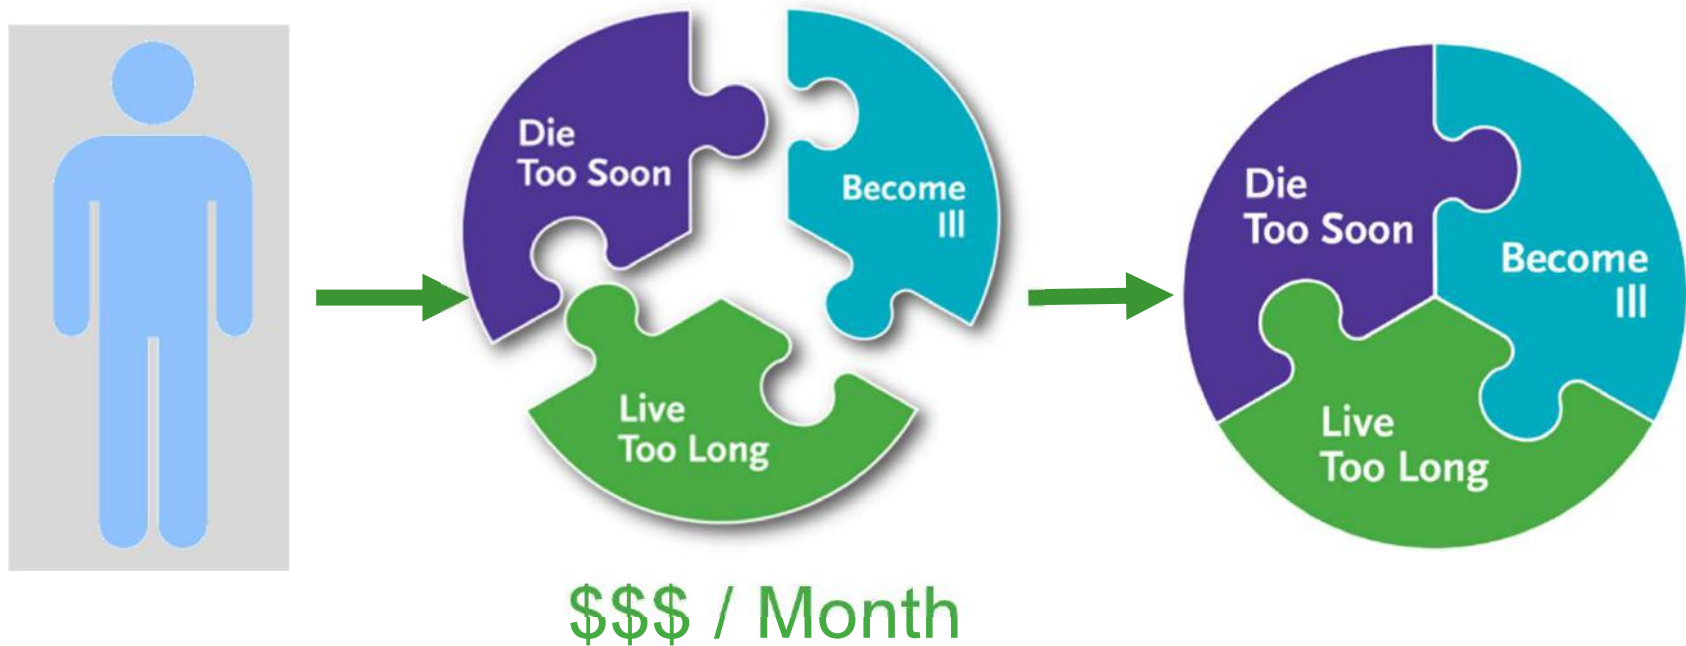 Die
Too Soon
Become
Ill
Live
Too Long
$$$ / Month
Die
Too Soon
Become
Ill
Live
Too Long